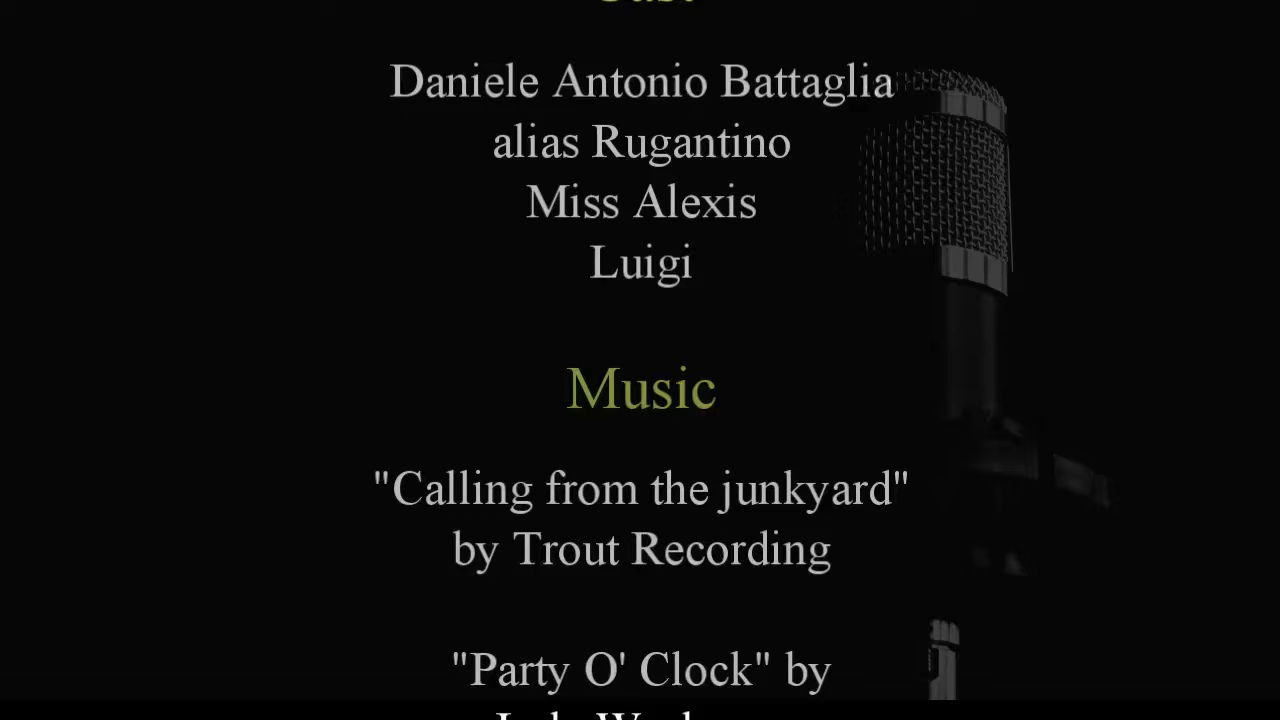 Daniele Antonio Battaglia
alias Rugantino
Miss Alexis
Luigi
Music
"Calling from the junkyard"
by Trout Recording
"Party O' Clock" by